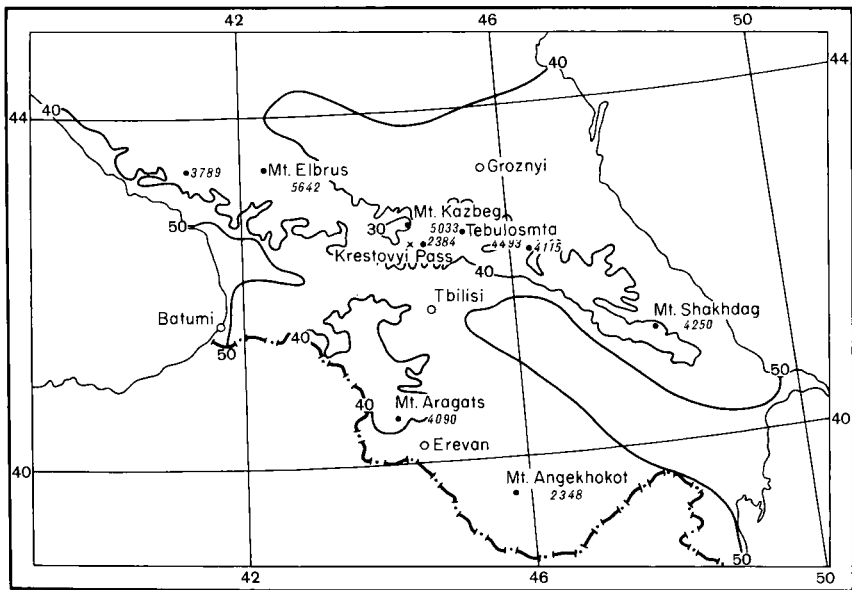 42
46
50
40
44
44
40
3789
Mt. Elbrus
5642
Groznyi
Mt. Kazbeg
50
30
5033
Tebulosmta
2384
4493
Krestovyi Pass
40
Tbilisi
Mt. Shakhdag
4250
Batumi
50
40
50
40
Mt. Aragats
4090
40
Erevan
40
Mt. Angekhokot
2348
50
42
46
50